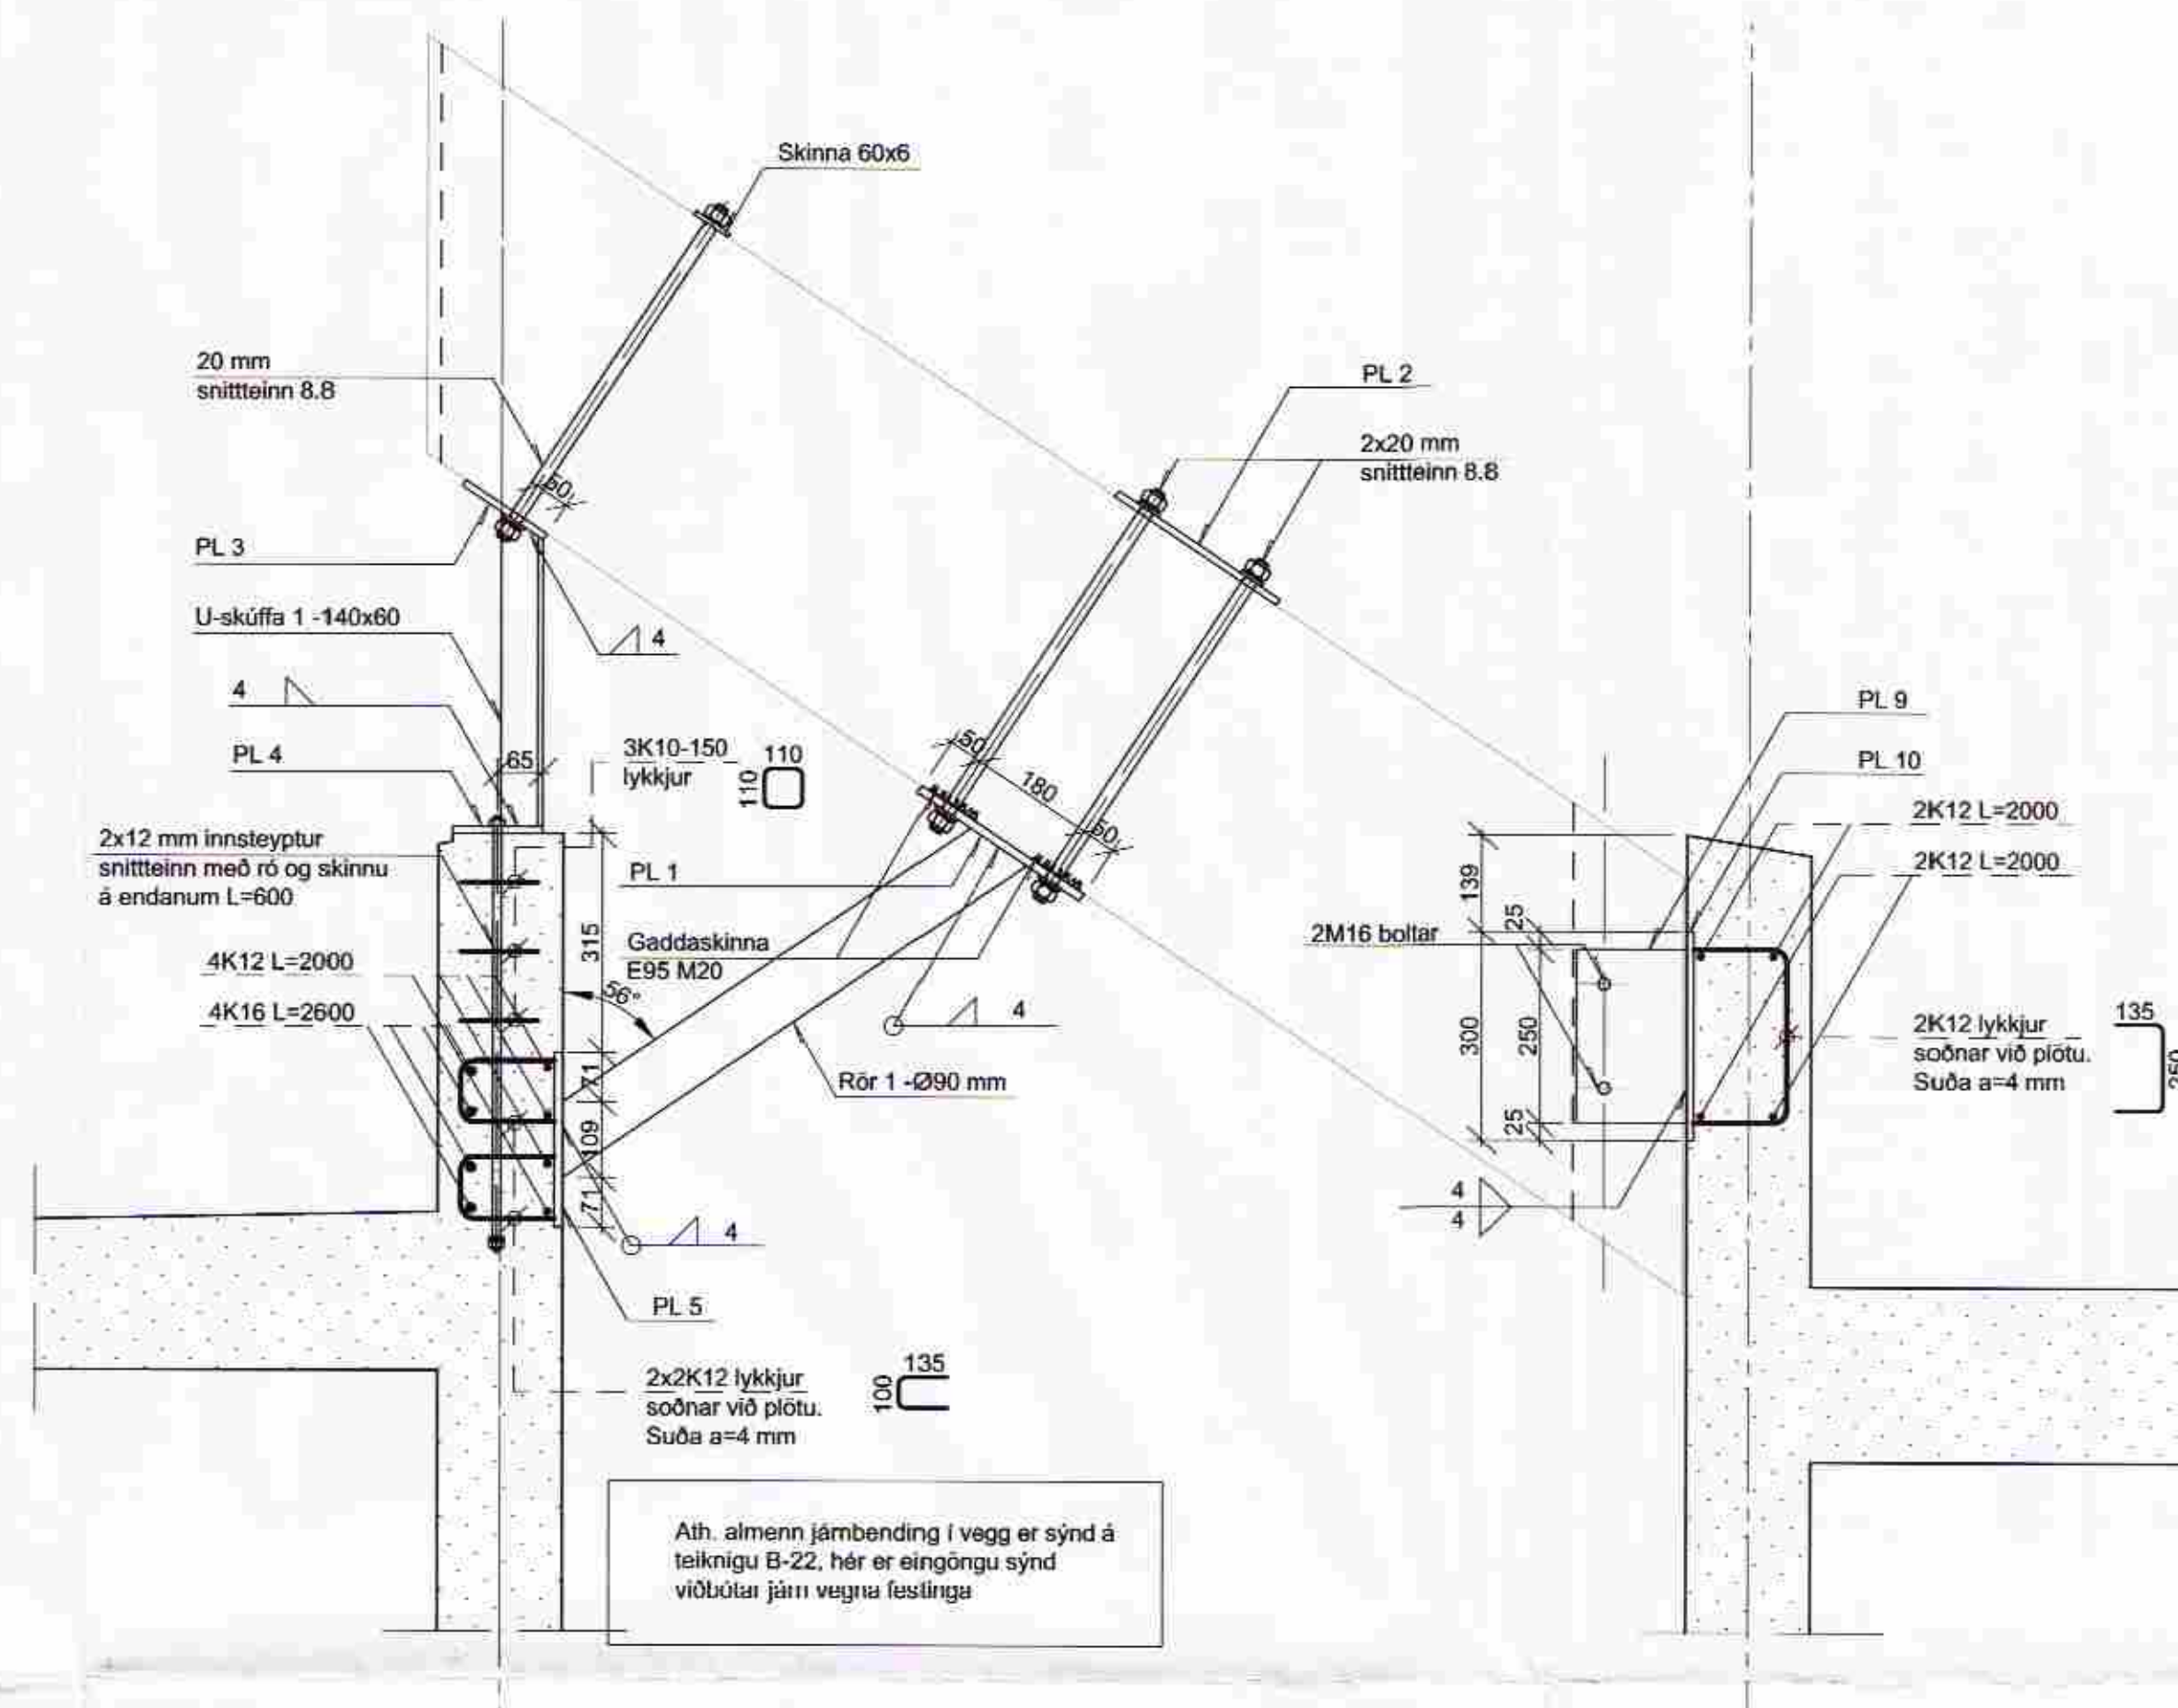 Skinna 60x6
20 mm
snittteinn 8.8
50
PL 3
U-skúffa 1 -140x60
4
4
PL 4
65
3K10-150
lykkjur
110
110
2x12 mm innsteyptur
snittteinn með ró og skinnu
á endanum L=600
PL 1
315
Gaddaskinna
E95 M20
4K12 L=2000
4K16 L=2600
56°
71
109
71
4
Rör 1 -Ø90 mm
4
PL 5
2x2K12 lykkjur
soðnar við plötu.
Suða a=4 mm
135
100
PL 2
2x20 mm
snittteinn 8.8
50
180
50
PL 9
PL 10
2K12 L=2000
2K12 L=2000
139
25
2M16 boltar
300
250
25
2K12 lykkjur
soðnar við plötu.
Suða a=4 mm
135
250
4
4
Ath. almenn járnbending í vegg er sýnd á
teiknigu B-22, hér er eingöngu sýnd
viðbótar járn vegna festinga